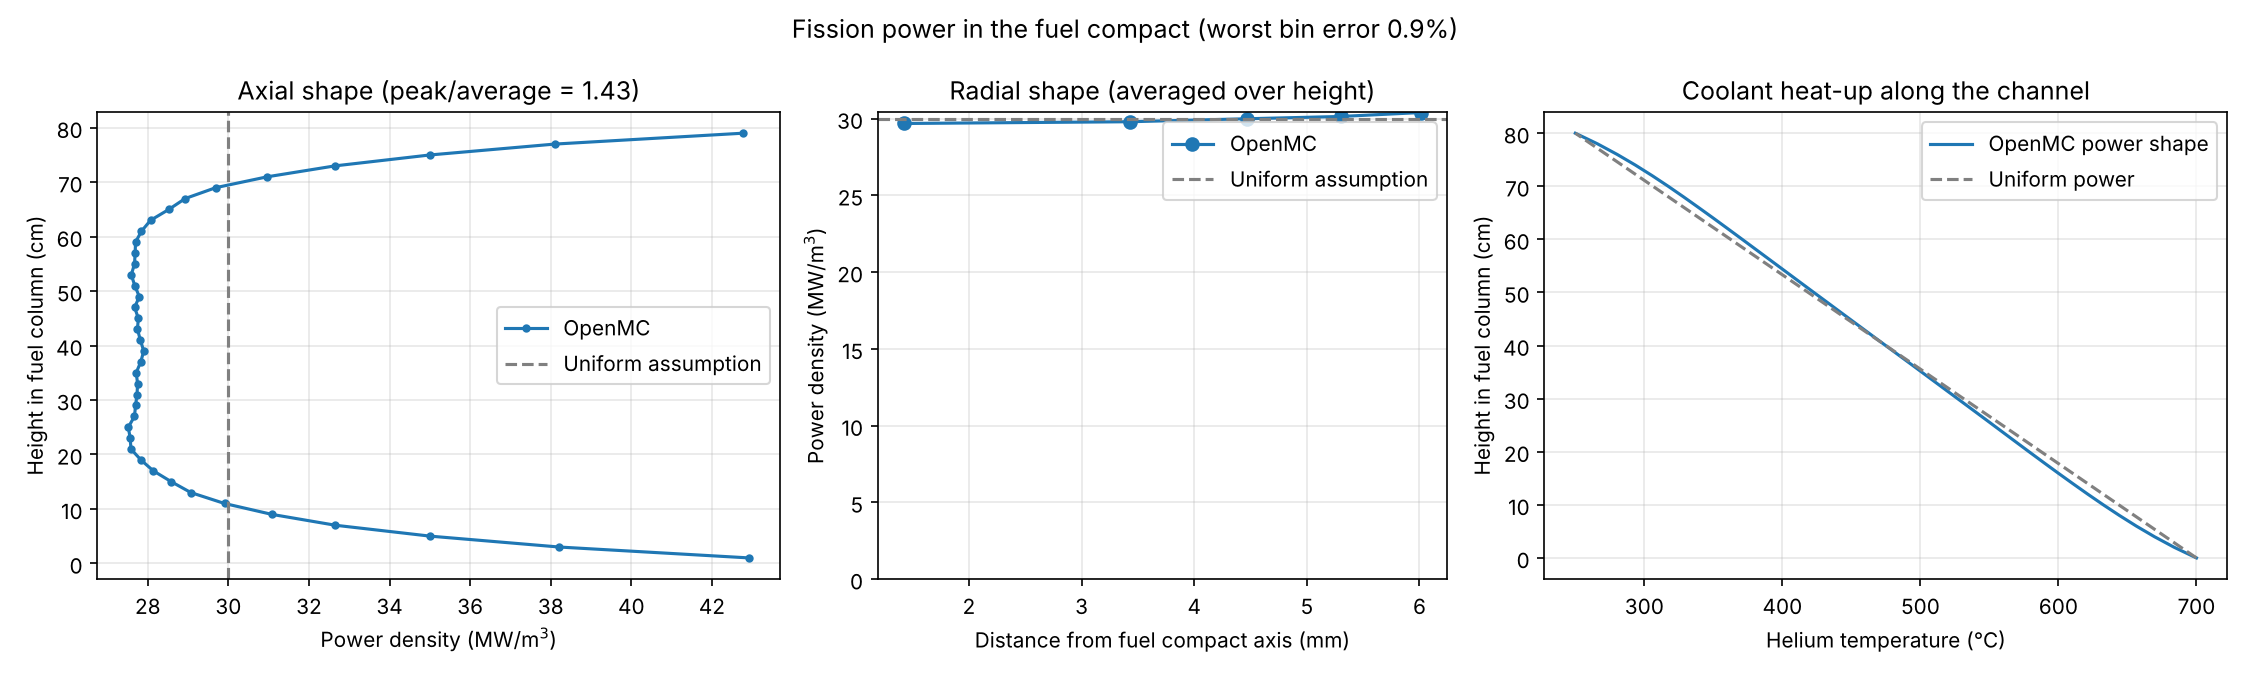 Fission power in the fuel compact (worst bin error 0.9%)
Axial shape (peak/average = 1.43)
Height in fuel column (cm)
80
70
60
50
40
30
20
10
0
OpenMC
Uniform assumption
28 30 32 34 36 38 40 42
Power density (MW/m³)
Radial shape (averaged over height)
Power density (MW/m³)
30
25
20
15
10
5
0
OpenMC
Uniform assumption
2 3 4 5 6
Distance from fuel compact axis (mm)
Coolant heat-up along the channel
Height in fuel column (cm)
80
70
60
50
40
30
20
10
0
OpenMC power shape
Uniform power
300 400 500 600 700
Helium temperature (°C)